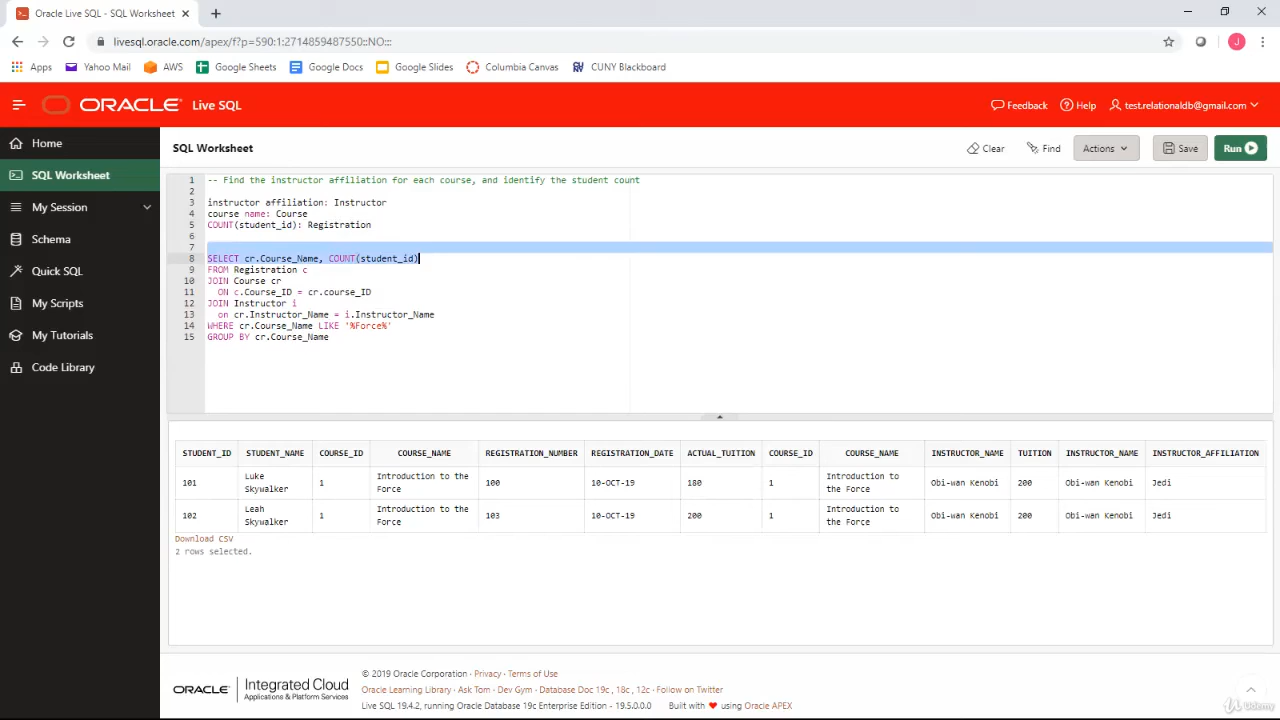 Oracle Live SQL - SQL Worksheet
livesql.oracle.com/apex/f?p=590:1:2714859487550::NO:::
J
Apps Yahoo Mail AWS Google Sheets Google Docs Google Slides Columbia Canvas CUNY Blackboard
ORACLE Live SQL Feedback Help test.relationaldb@gmail.com
Home
SQL Worksheet
My Session
Schema
Quick SQL
My Scripts
My Tutorials
Code Library
SQL Worksheet Clear Find Actions Save Run
1 -- Find the instructor affiliation for each course, and identify the student count
2
3 instructor affiliation: Instructor
4 course name: Course
5 COUNT(student_id): Registration
6
7
8 SELECT cr.Course_Name, COUNT(student_id)
9 FROM Registration c
10 JOIN Course cr
11 ON c.Course_ID = cr.course_ID
12 JOIN Instructor i
13 on cr.Instructor_Name = i.Instructor_Name
14 WHERE cr.Course_Name LIKE '%Force%'
15 GROUP BY cr.Course_Name
STUDENT_ID STUDENT_NAME COURSE_ID COURSE_NAME REGISTRATION_NUMBER REGISTRATION_DATE ACTUAL_TUITION COURSE_ID COURSE_NAME INSTRUCTOR_NAME TUITION INSTRUCTOR_NAME INSTRUCTOR_AFFILIATION
101 Luke Skywalker 1 Introduction to the Force 100 10-OCT-19 180 1 Introduction to the Force Obi-wan Kenobi 200 Obi-wan Kenobi Jedi
102 Leah Skywalker 1 Introduction to the Force 103 10-OCT-19 200 1 Introduction to the Force Obi-wan Kenobi 200 Obi-wan Kenobi Jedi
Download CSV
2 rows selected.
ORACLE Integrated Cloud
Applications & Platform Services
© 2019 Oracle Corporation · Privacy · Terms of Use
Oracle Learning Library · Ask Tom · Dev Gym · Database Doc 19c , 18c , 12c · Follow on Twitter
Live SQL 19.4.2, running Oracle Database 19c Enterprise Edition - 19.5.0.0.0 Built with ❤ using Oracle APEX
Udemy